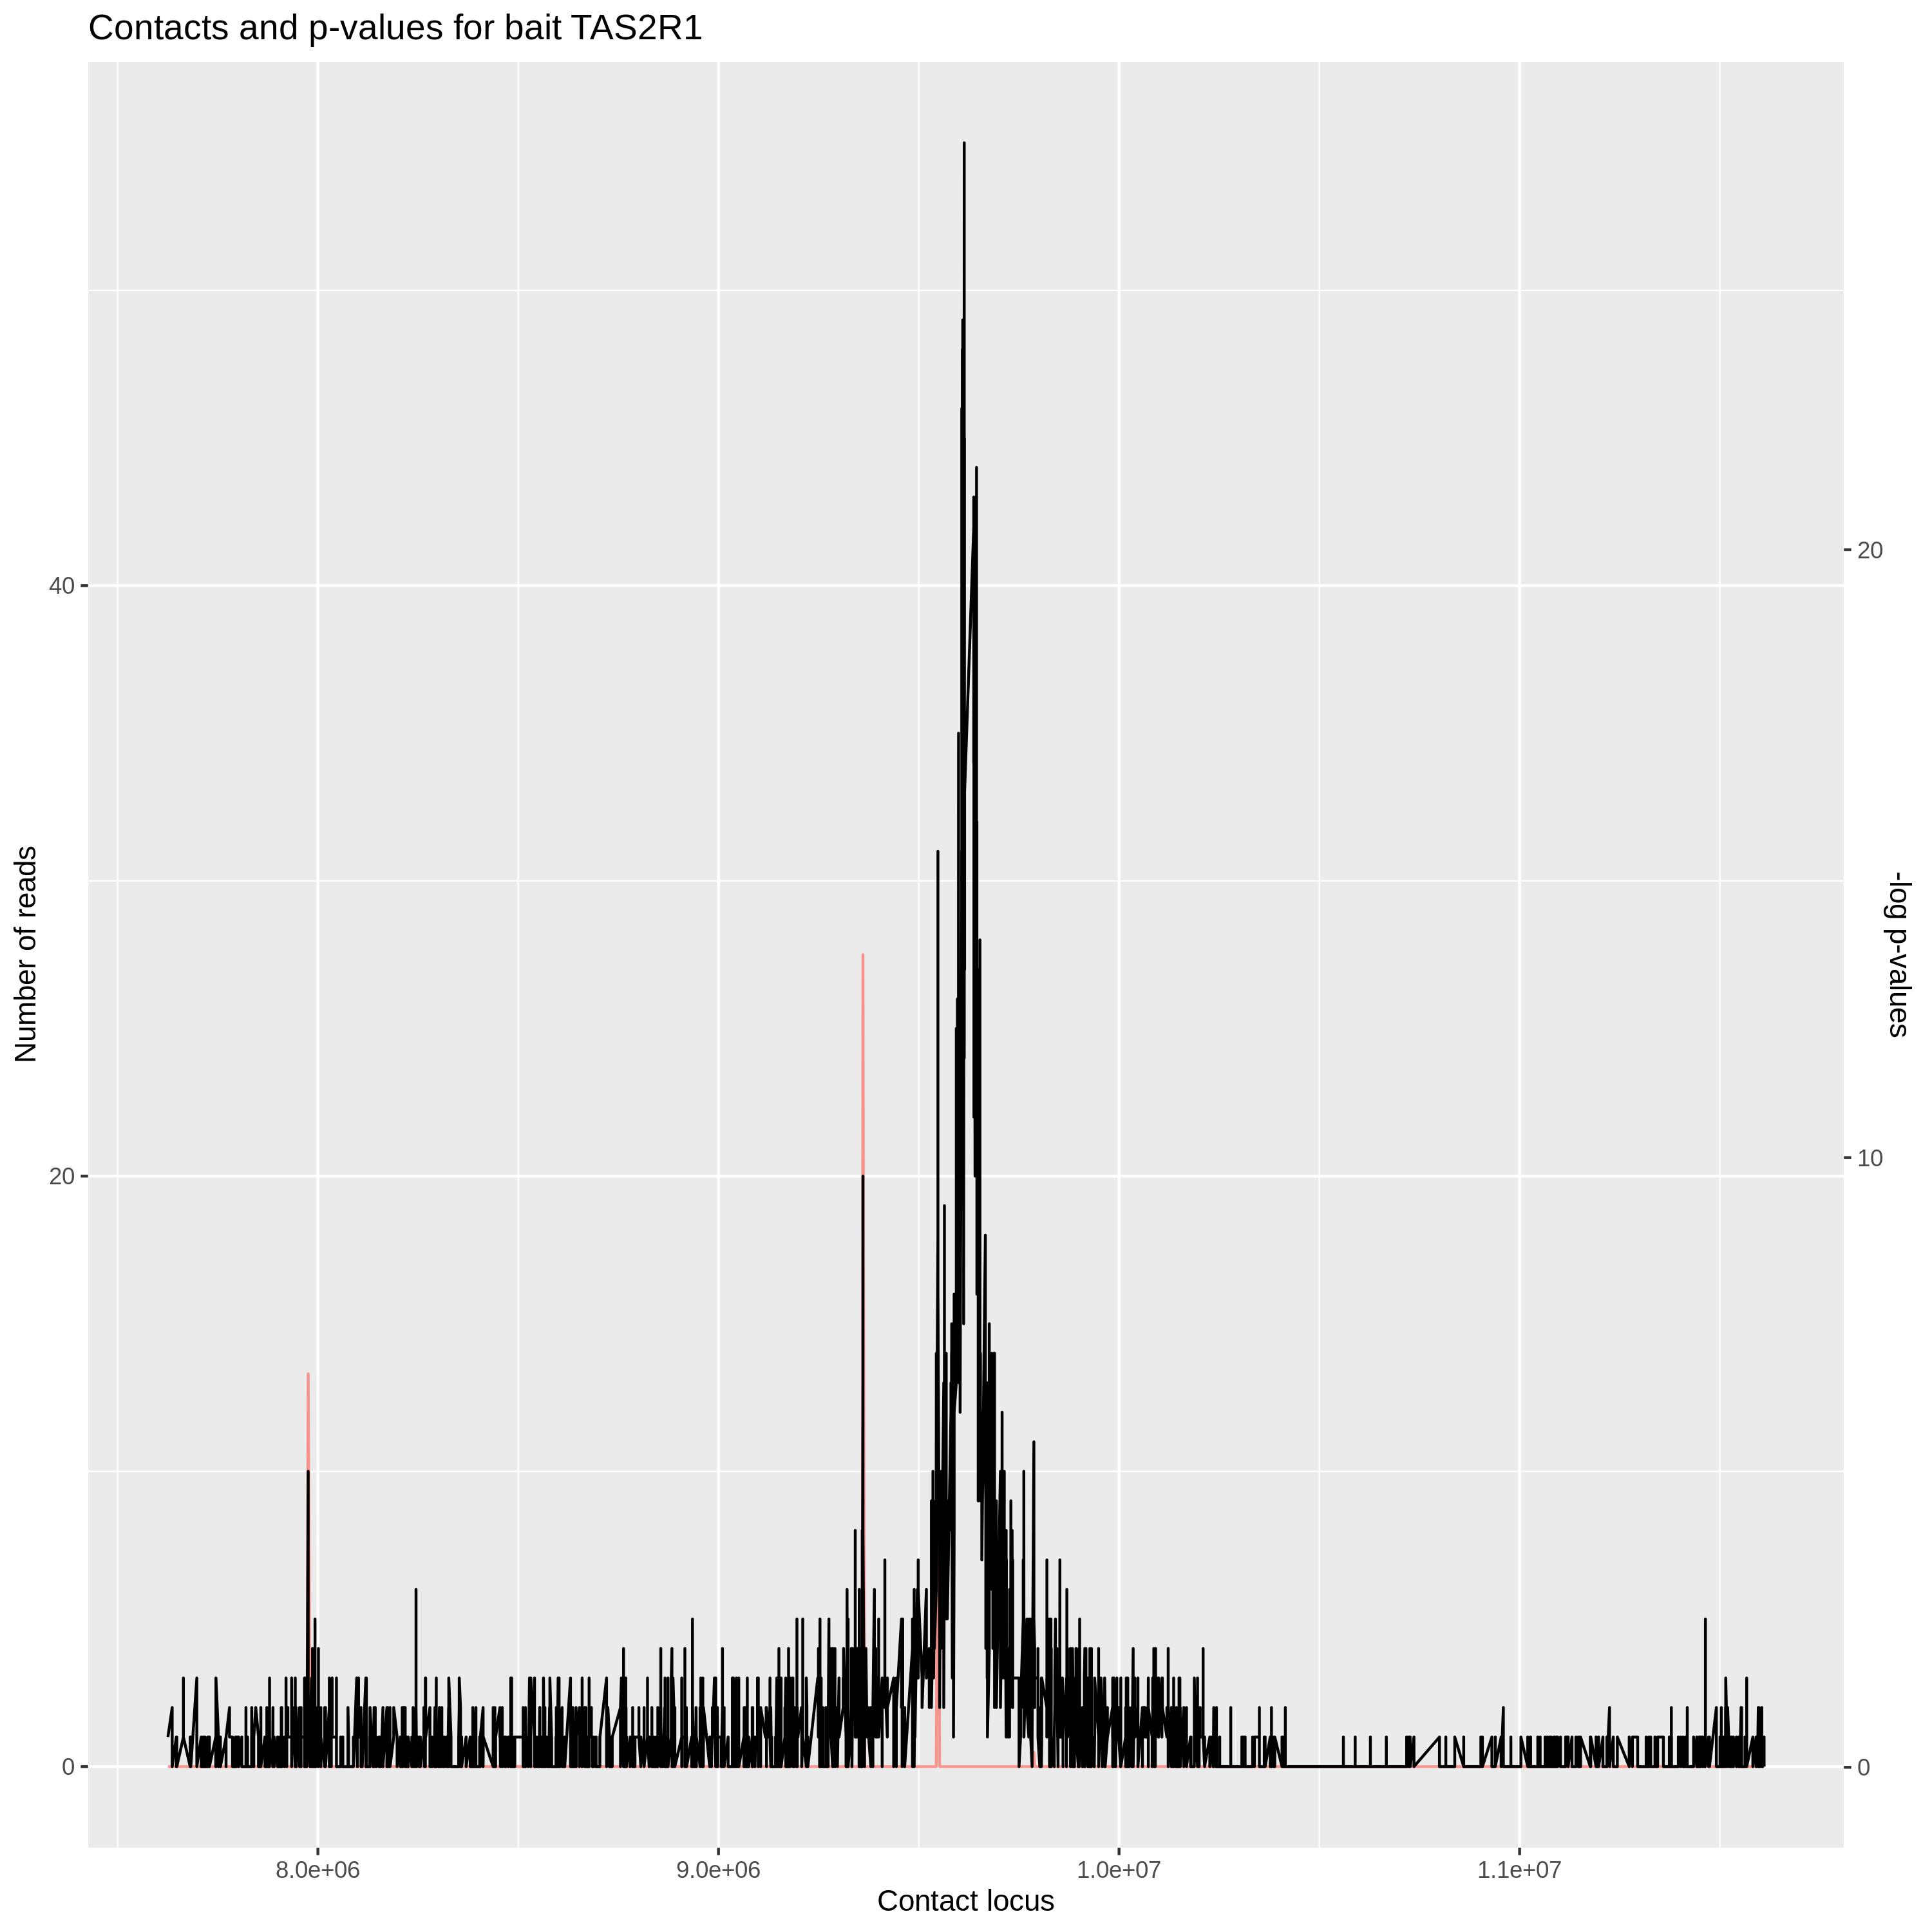 Contacts and p-values for bait TAS2R1
Number of reads
40
20
0
20
10
0
-log p-values
8.0e+06
9.0e+06
1.0e+07
1.1e+07
Contact locus